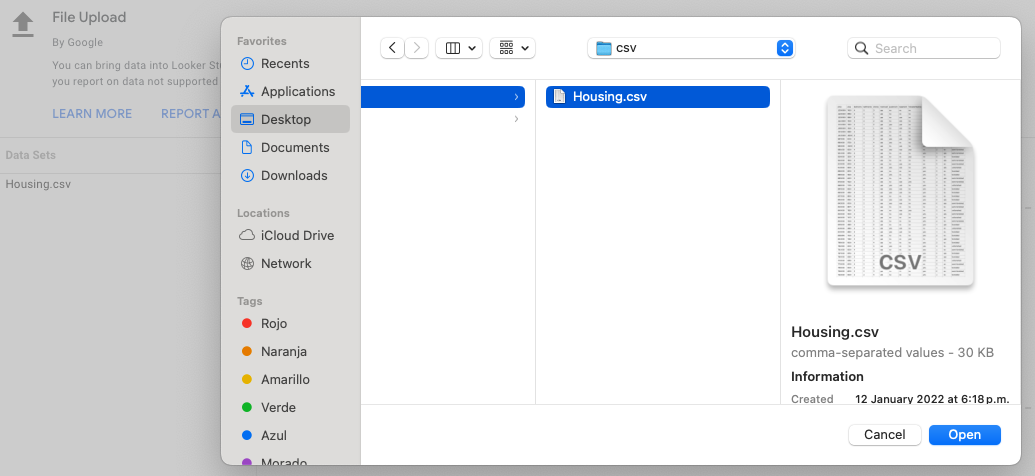 File Upload
By Google
You can bring data into Looker St
you report on data not supported
LEARN MORE REPORT A
Data Sets
Housing.csv
Favorites
Recents
Applications
Desktop
Documents
Downloads
Locations
iCloud Drive
Network
Tags
Rojo
Naranja
Amarillo
Verde
Azul
Morado
csv
Search
Housing.csv
CSV
Housing.csv
comma-separated values - 30 KB
Information
Created 12 January 2022 at 6:18 p.m.
Cancel Open